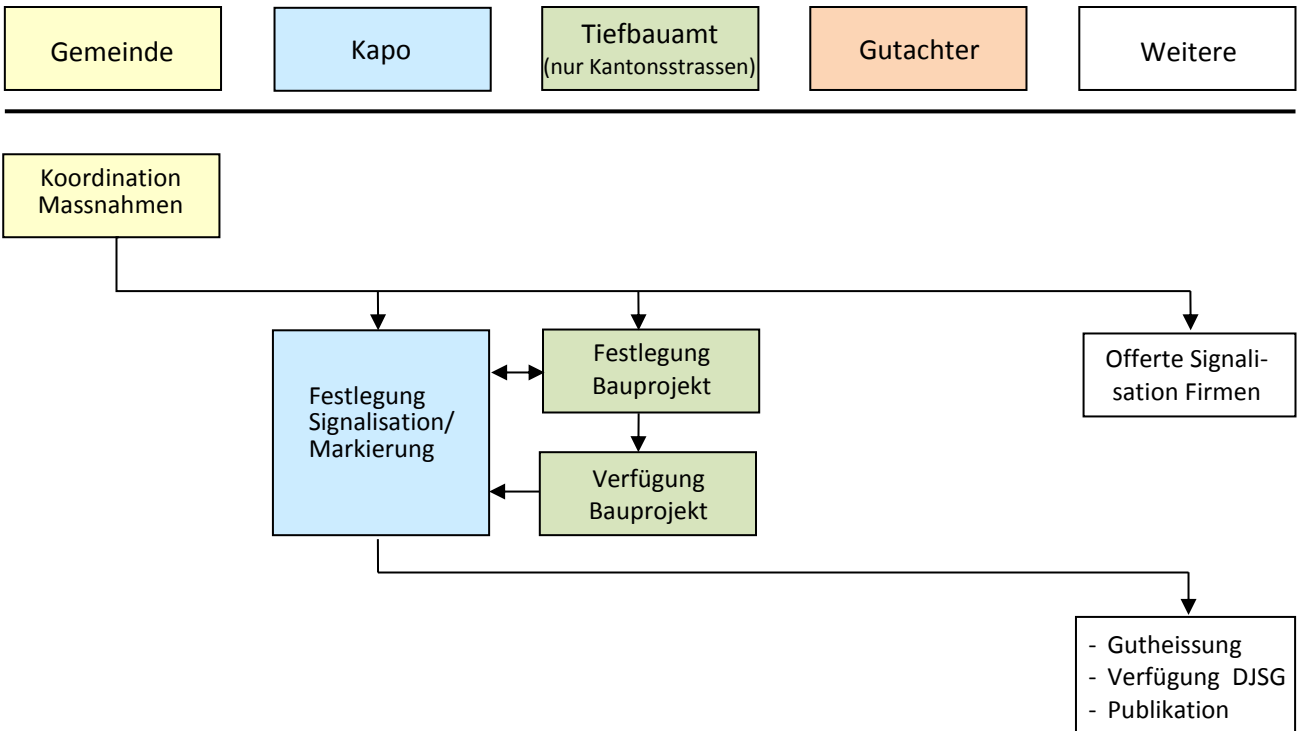 Gemeinde
Kapo
Tiefbauamt
(nur Kantonsstrassen)
Gutachter
Weitere
Koordination
Massnahmen
Festlegung
Signalisation/
Markierung
Festlegung
Bauprojekt
Verfügung
Bauprojekt
Offerte Signali-
sation Firmen
- Gutheissung
- Verfügung DJSG
- Publikation